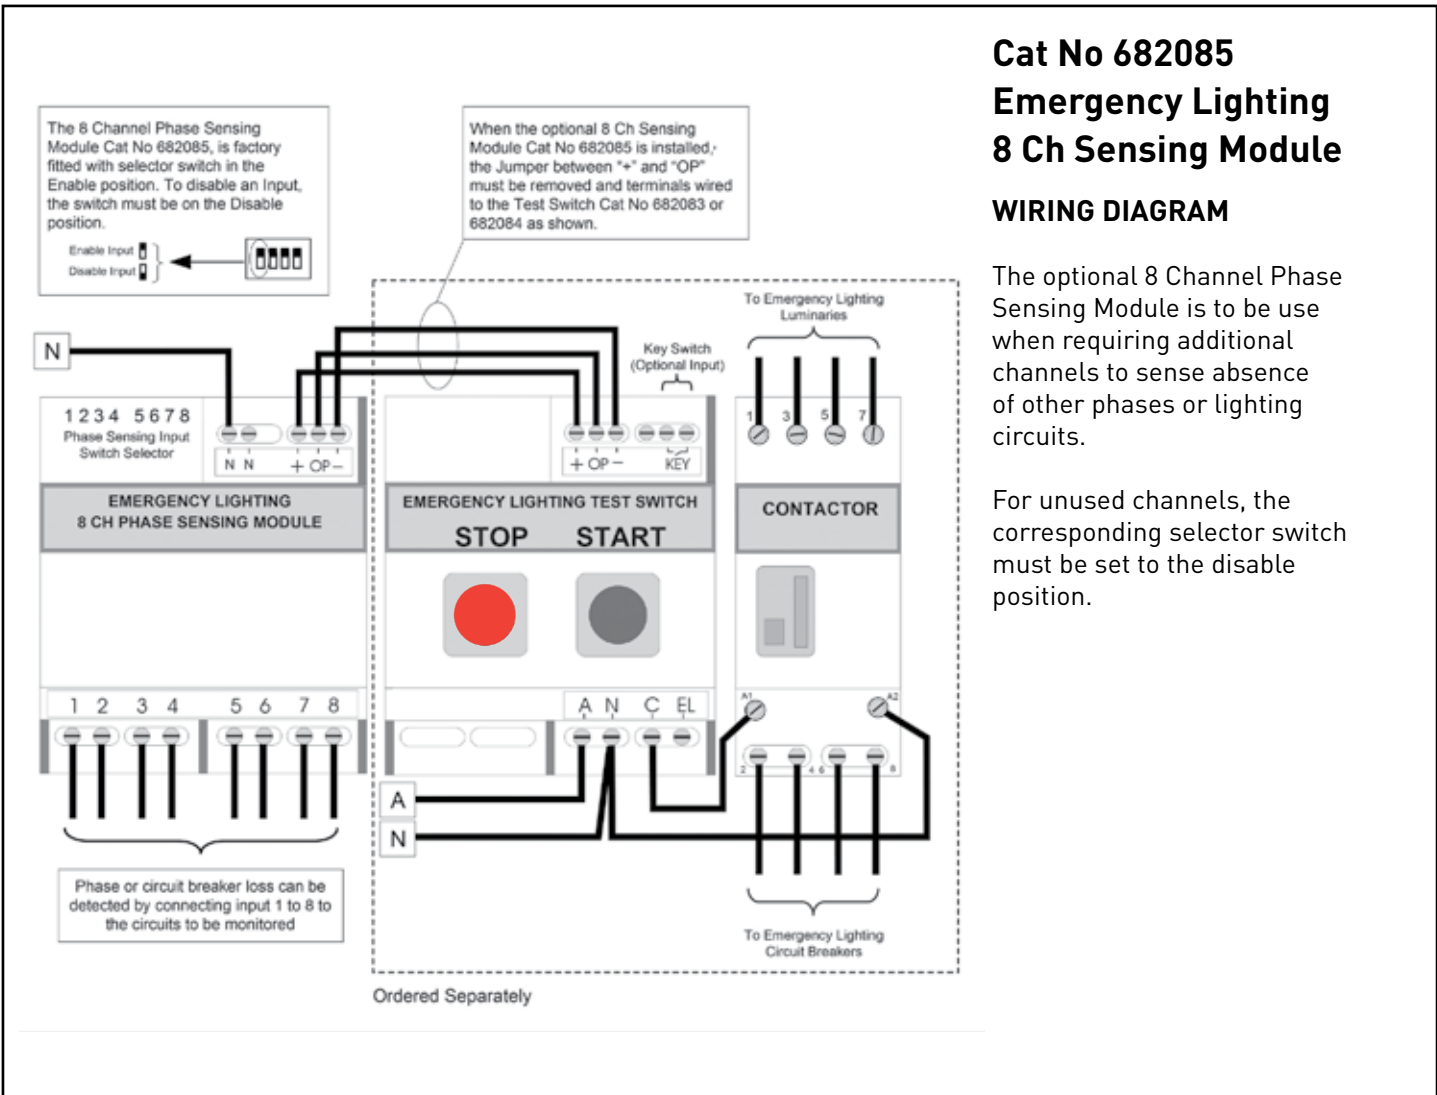 Cat No 682085
Emergency Lighting
8 Ch Sensing Module
WIRING DIAGRAM
The optional 8 Channel Phase
Sensing Module is to be use
when requiring additional
channels to sense absence
of other phases or lighting
circuits.
For unused channels, the
corresponding selector switch
must be set to the disable
position.
The 8 Channel Phase Sensing
Module Cat No 682085, is factory
fitted with selector switch in the
Enable position. To disable an Input,
the switch must be on the Disable
position.
Enable Input
Disable Input
When the optional 8 Ch Sensing
Module Cat No 682085 is installed,
the Jumper between "+" and "OP"
must be removed and terminals wired
to the Test Switch Cat No 682083 or
682084 as shown.
N
1 2 3 4 5 6 7 8
Phase Sensing Input
Switch Selector
N N + OP −
EMERGENCY LIGHTING
8 CH PHASE SENSING MODULE
1 2 3 4 5 6 7 8
Phase or circuit breaker loss can be
detected by connecting input 1 to 8 to
the circuits to be monitored
Key Switch
(Optional Input)
+ OP − KEY
EMERGENCY LIGHTING TEST SWITCH
STOP START
A N C EL
A
N
To Emergency Lighting
Luminaries
1 3 5 7
CONTACTOR
A1 A2
2 4 6 8
To Emergency Lighting
Circuit Breakers
Ordered Separately